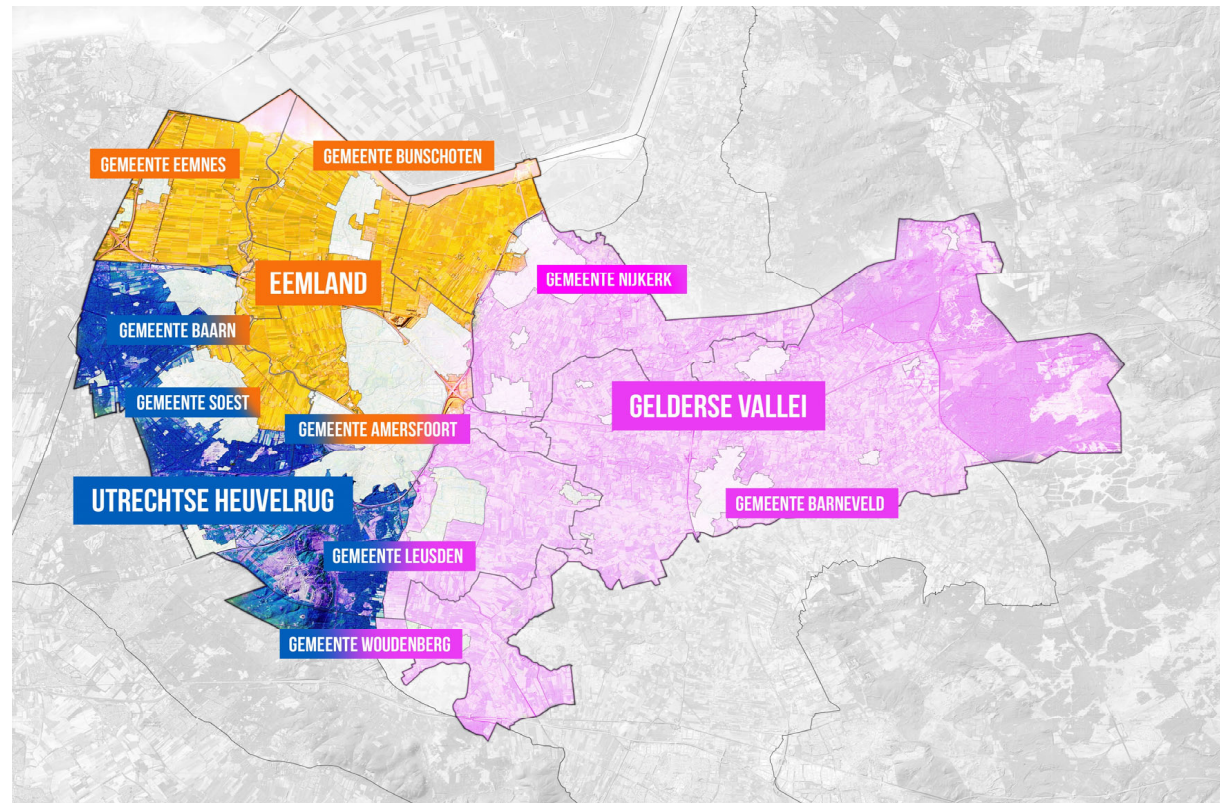 GEMEENTE EEMNES
GEMEENTE BUNSCHOTEN
EEMLAND
GEMEENTE NIJKERK
GEMEENTE BAARN
GEMEENTE SOEST
GEMEENTE AMERSFOORT
GELDERSE VALLEI
UTRECHTSE HEUVELRUG
GEMEENTE BARNEVELD
GEMEENTE LEUSDEN
GEMEENTE WOUDENBERG